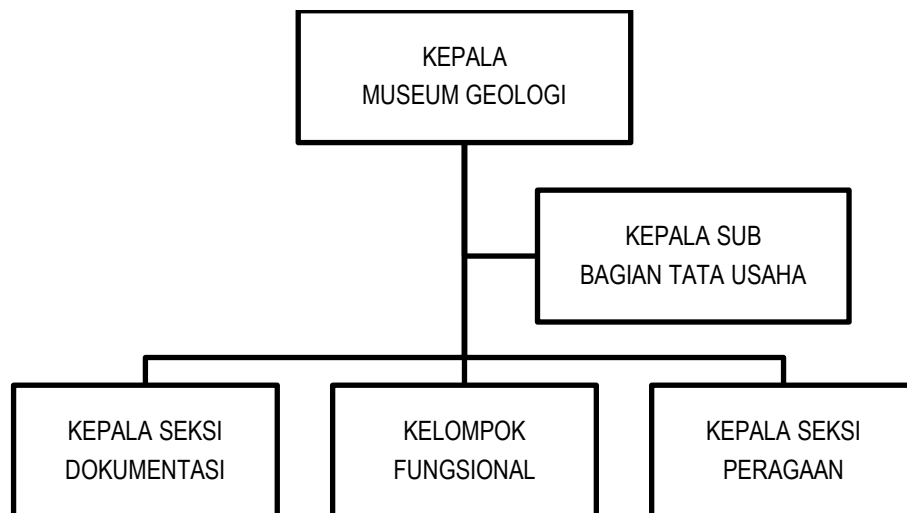 KEPALA
MUSEUM GEOLOGI
KEPALA SUB
BAGIAN TATA USAHA
KEPALA SEKSI
DOKUMENTASI
KELOMPOK
FUNGSIONAL
KEPALA SEKSI
PERAGAAN